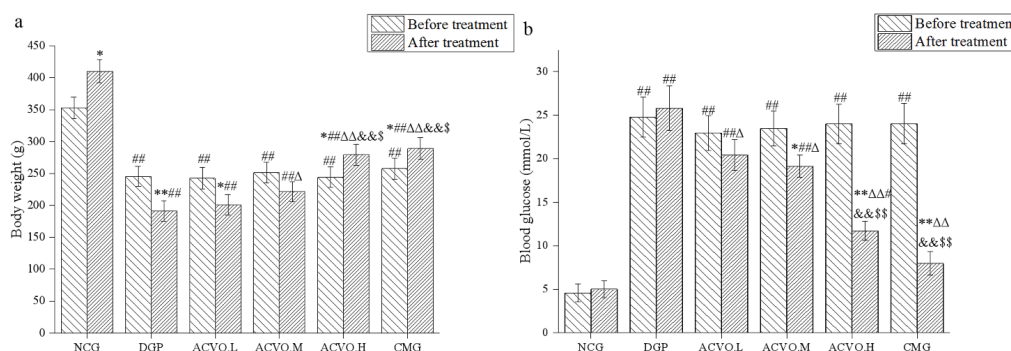 a
Before treatment
After treatment
Body weight (g)
450
400
350
300
250
200
150
100
50
0
*
##
**##
##
*##
##
##Δ
##
*##ΔΔ&&$
##
*##ΔΔ&&$
NCG
DGP
ACVO.L
ACVO.M
ACVO.H
CMG
b
Before treatment
After treatment
Blood glucose (mmol/L)
30
25
20
15
10
5
0
##
##
##
##Δ
##
*##Δ
##
**ΔΔ#
&&$$
##
**ΔΔ
&&$$
NCG
DGP
ACVO.L
ACVO.M
ACVO.H
CMG